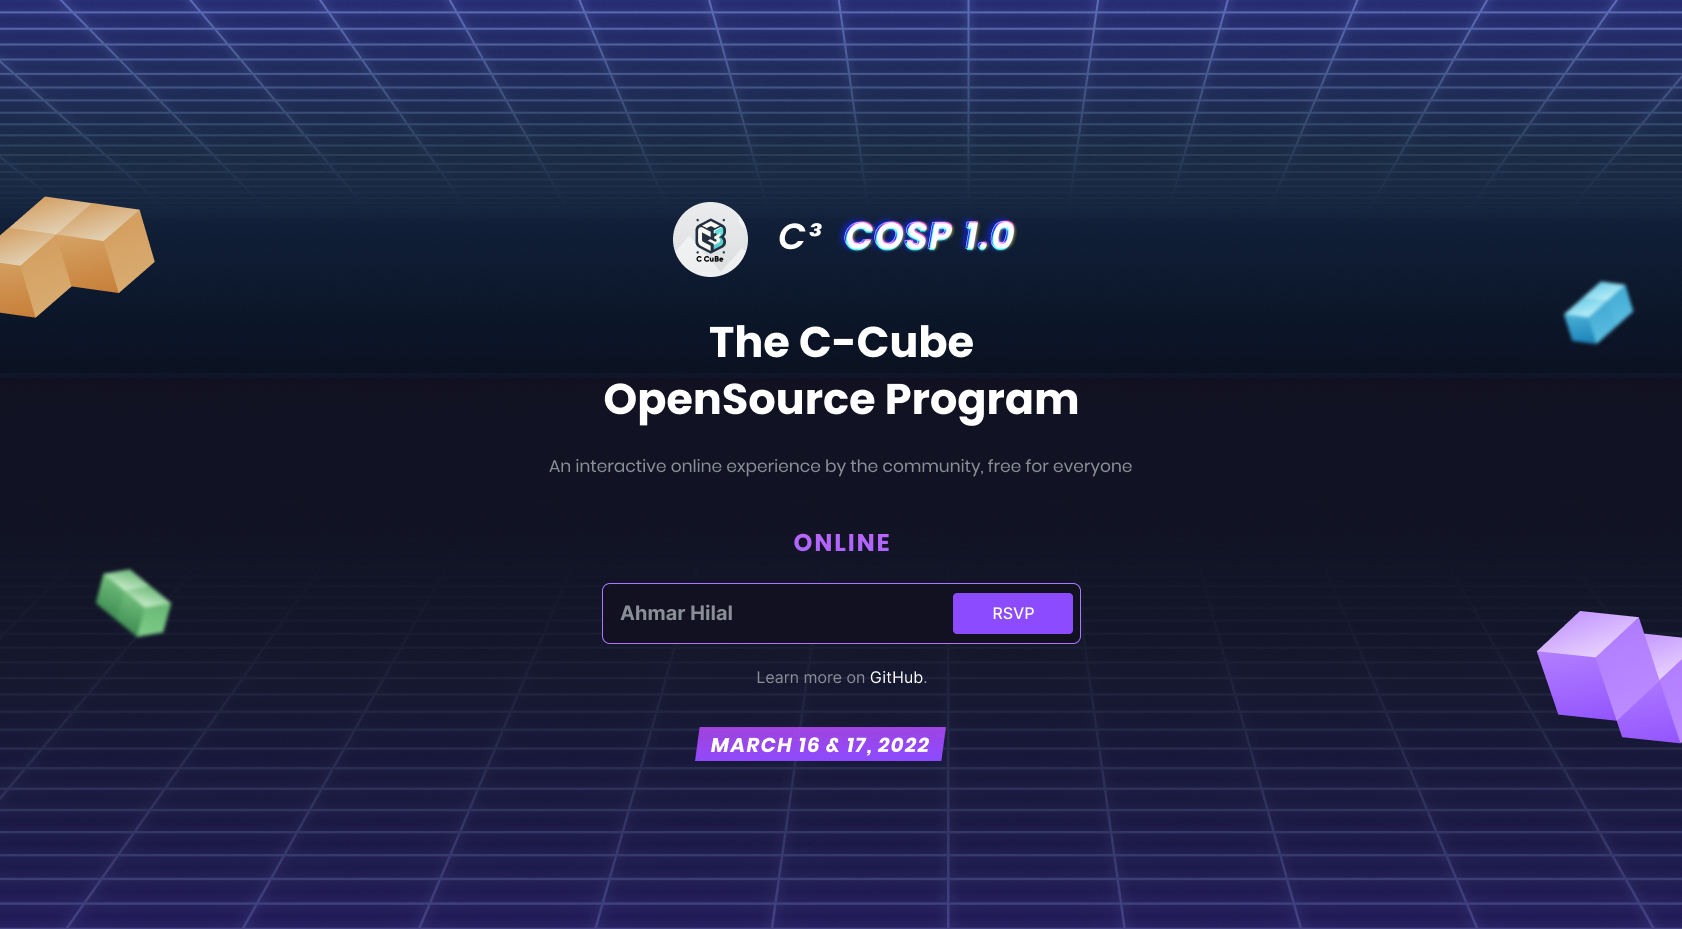 C CuBe
C³ COSP 1.0
The C-Cube
OpenSource Program
An interactive online experience by the community, free for everyone
ONLINE
Ahmar Hilal
RSVP
Learn more on GitHub.
MARCH 16 & 17, 2022